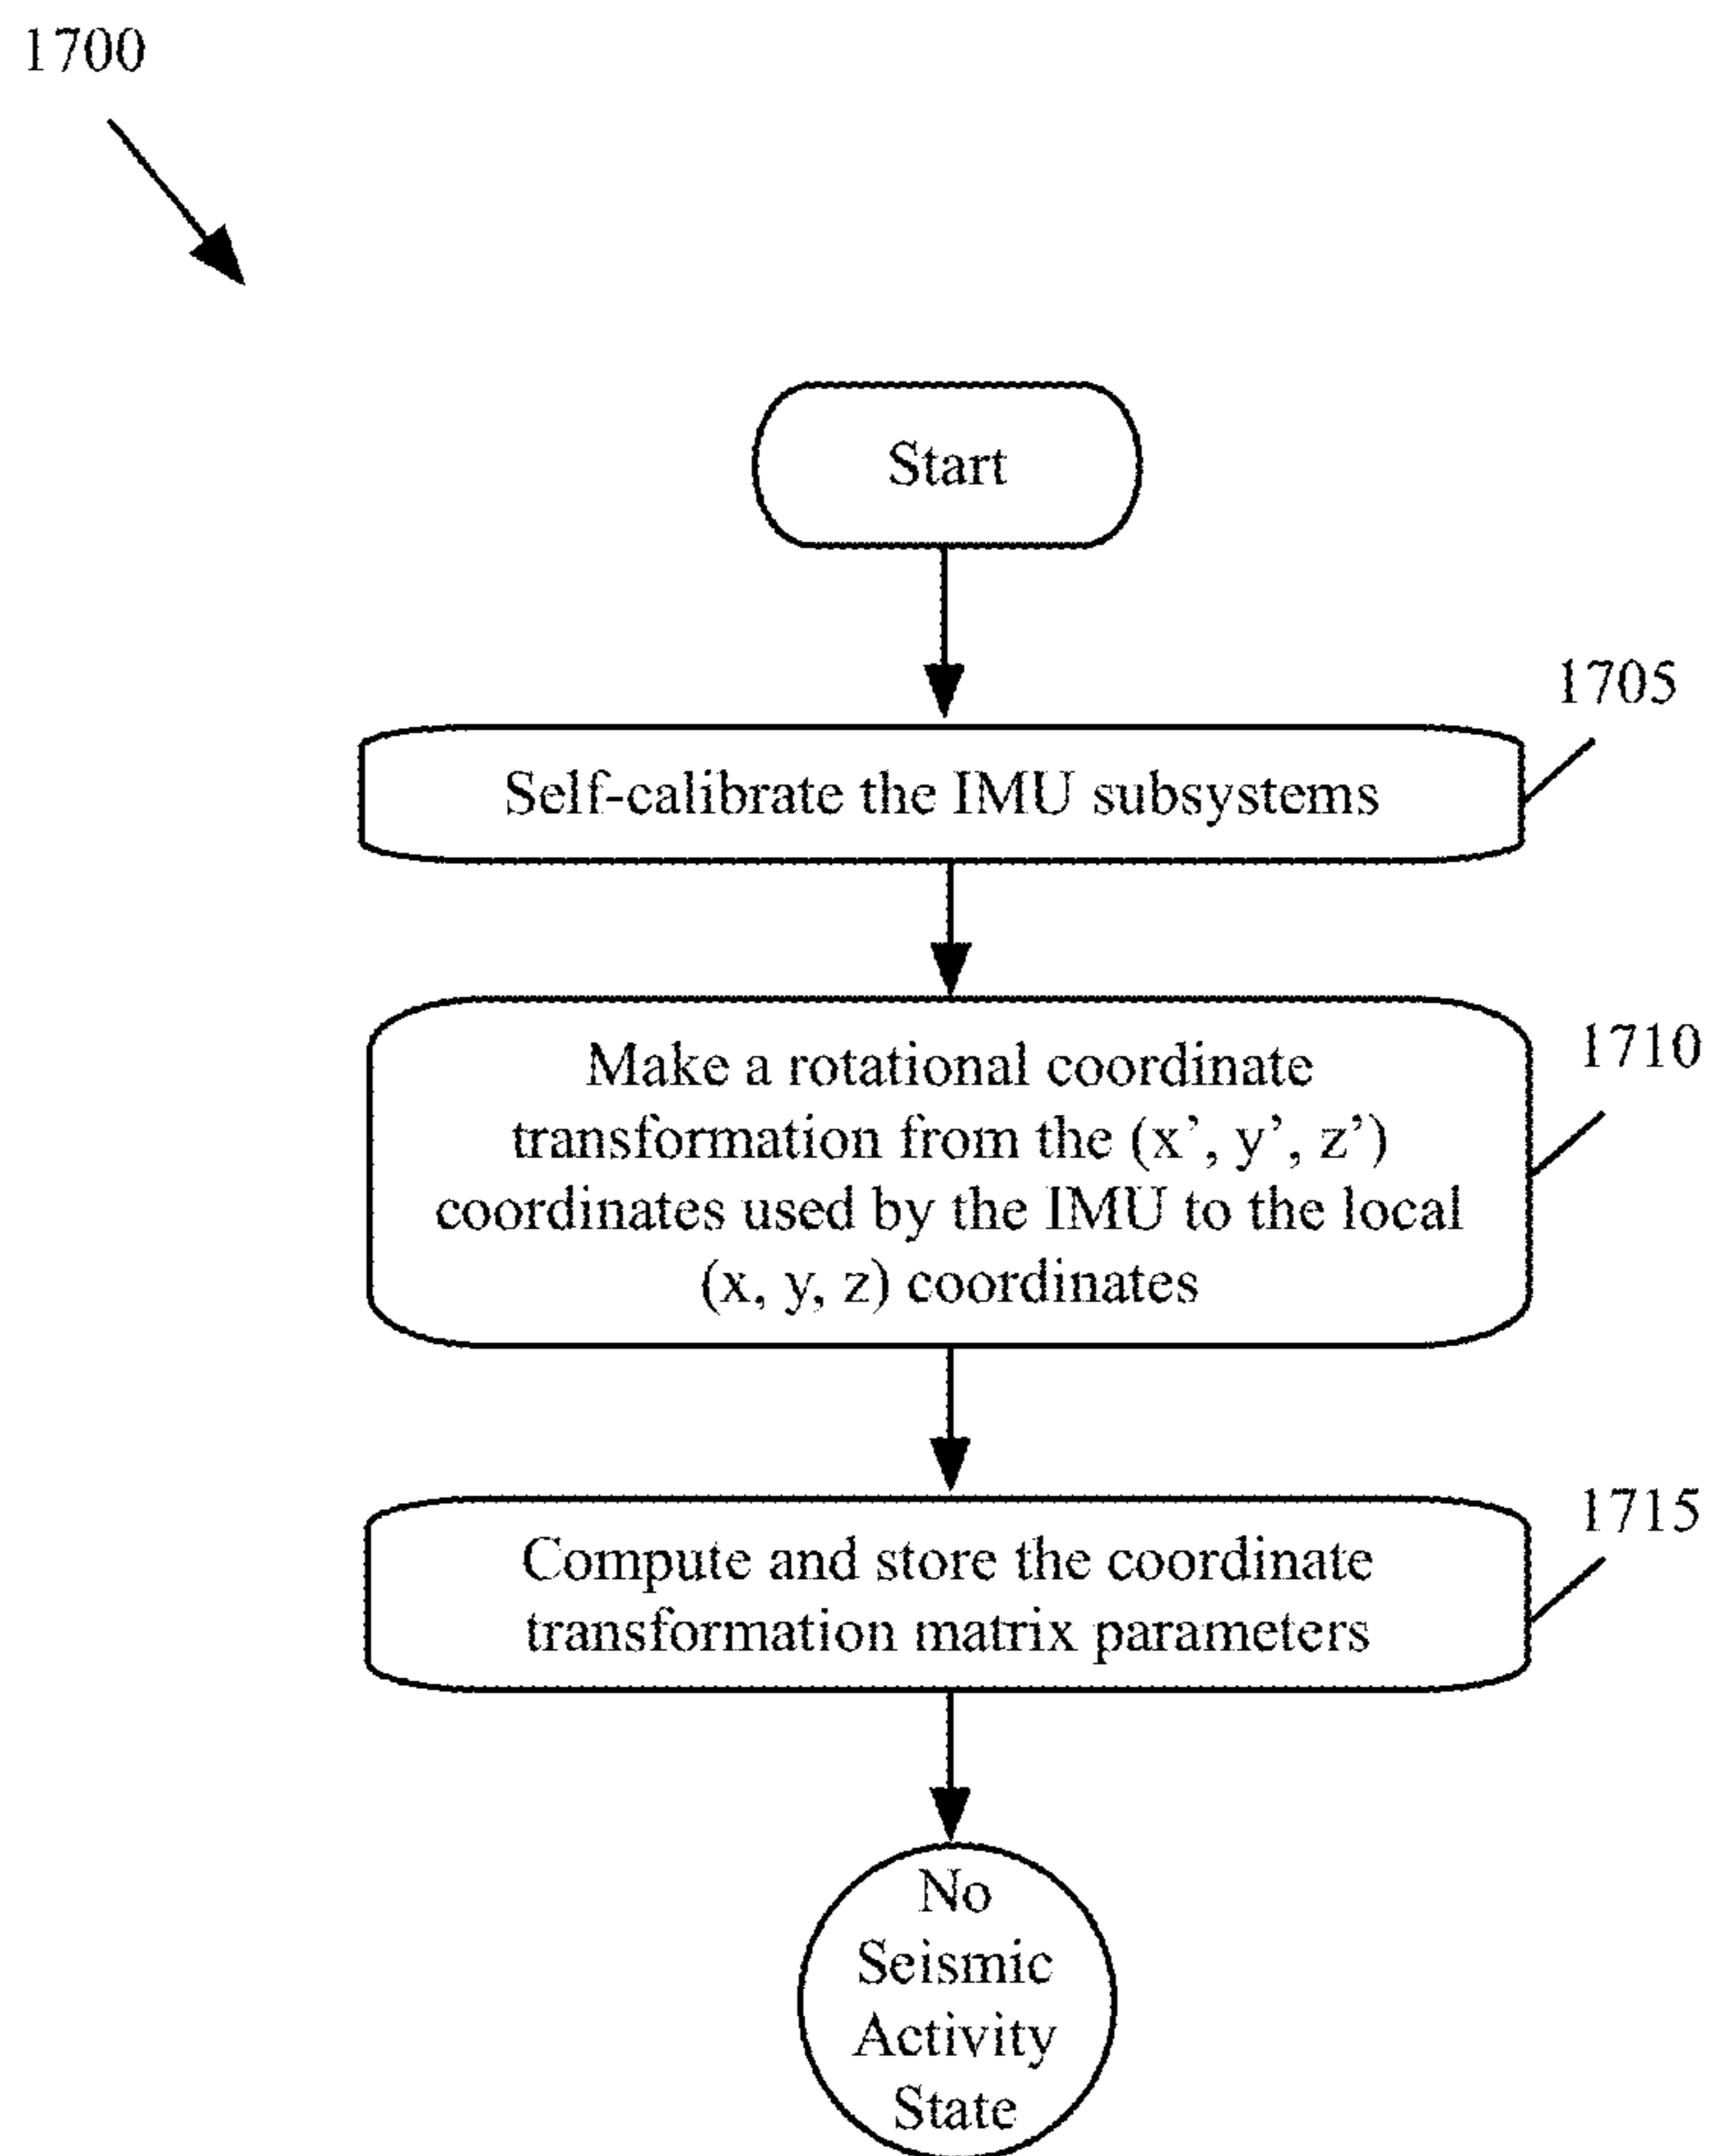 1700
Start
1705
Self-calibrate the IMU subsystems
1710
Make a rotational coordinate
transformation from the (x’, y’, z’)
coordinates used by the IMU to the local
(x, y, z) coordinates
1715
Compute and store the coordinate
transformation matrix parameters
No
Seismic
Activity
State